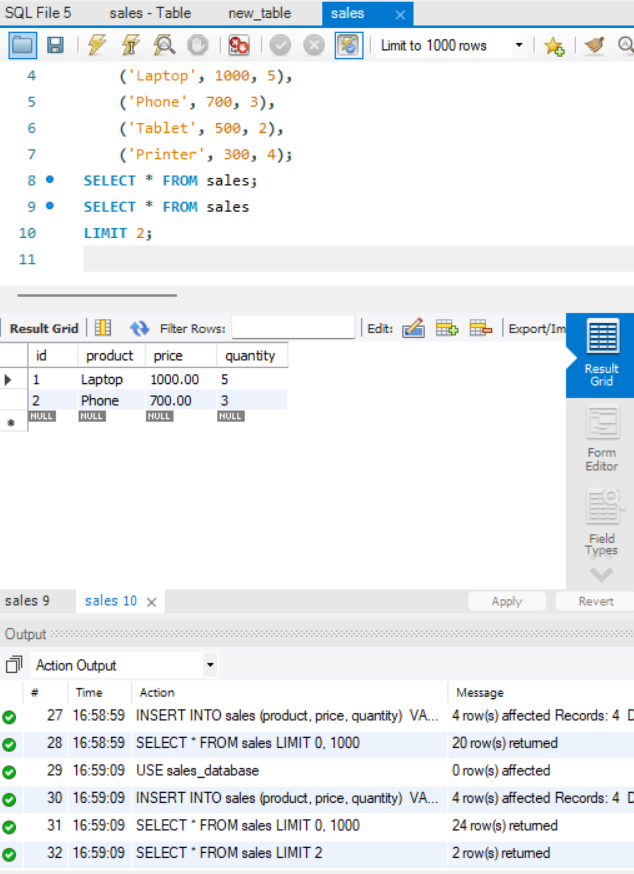 SQL File 5 sales - Table new_table sales
Limit to 1000 rows
4 ('Laptop', 1000, 5),
5 ('Phone', 700, 3),
6 ('Tablet', 500, 2),
7 ('Printer', 300, 4);
8 SELECT * FROM sales;
9 SELECT * FROM sales
10 LIMIT 2;
11
Result Grid Filter Rows: Edit: Export/Im
id product price quantity
1 Laptop 1000.00 5
2 Phone 700.00 3
NULL NULL NULL NULL
Result
Grid
Form
Editor
Field
Types
sales 9 sales 10 Apply Revert
Output
Action Output
# Time Action Message
27 16:58:59 INSERT INTO sales (product, price, quantity) VA... 4 row(s) affected Records: 4 D
28 16:58:59 SELECT * FROM sales LIMIT 0, 1000 20 row(s) returned
29 16:59:09 USE sales_database 0 row(s) affected
30 16:59:09 INSERT INTO sales (product, price, quantity) VA... 4 row(s) affected Records: 4 D
31 16:59:09 SELECT * FROM sales LIMIT 0, 1000 24 row(s) returned
32 16:59:09 SELECT * FROM sales LIMIT 2 2 row(s) returned